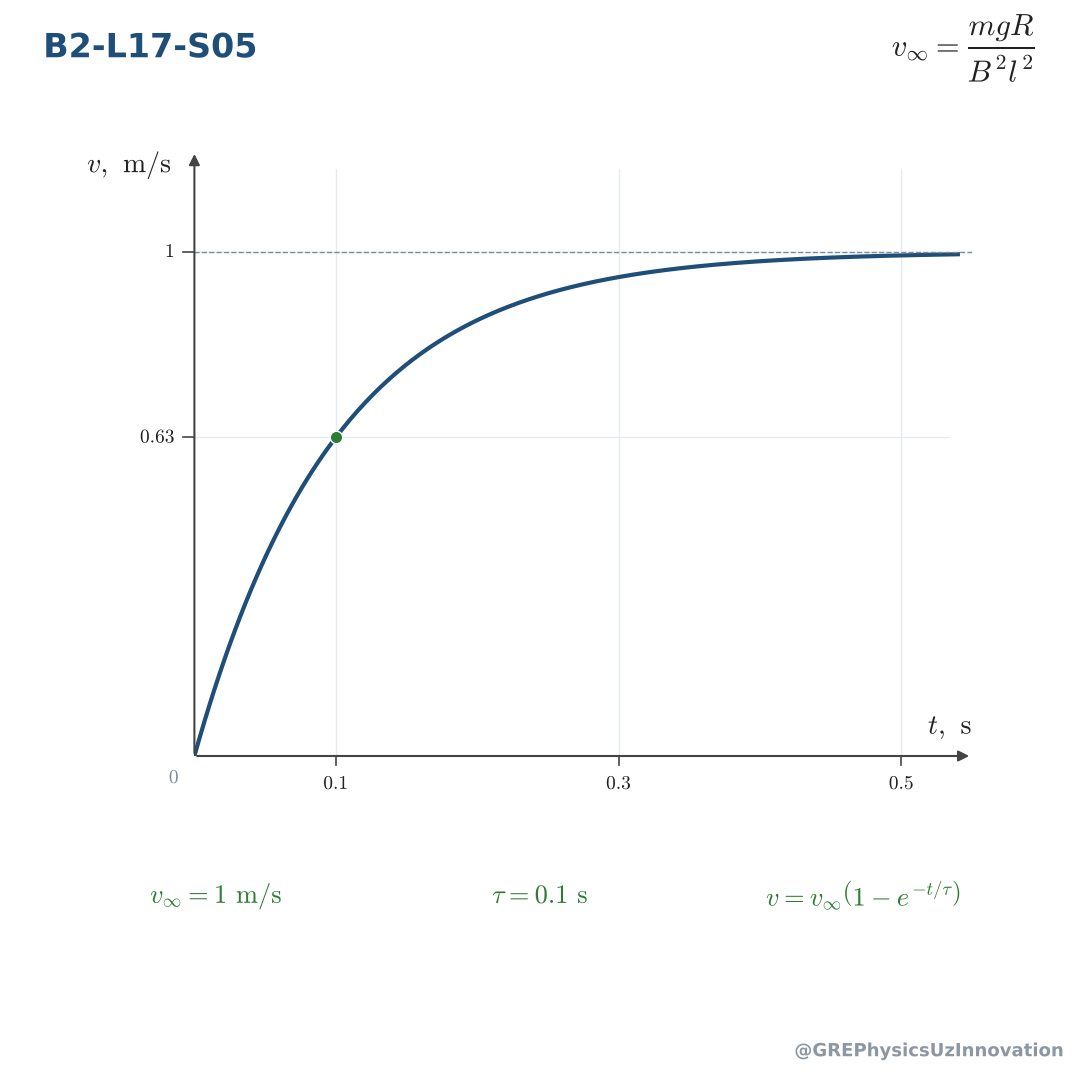 B2-L17-S05
v∞ = mgR / B²l²
v, m/s
1
0.63
0
0.1
0.3
0.5
t, s
v∞ = 1 m/s
τ = 0.1 s
v = v∞(1 − e^{−t/τ})
@GREPhysicsUzInnovation